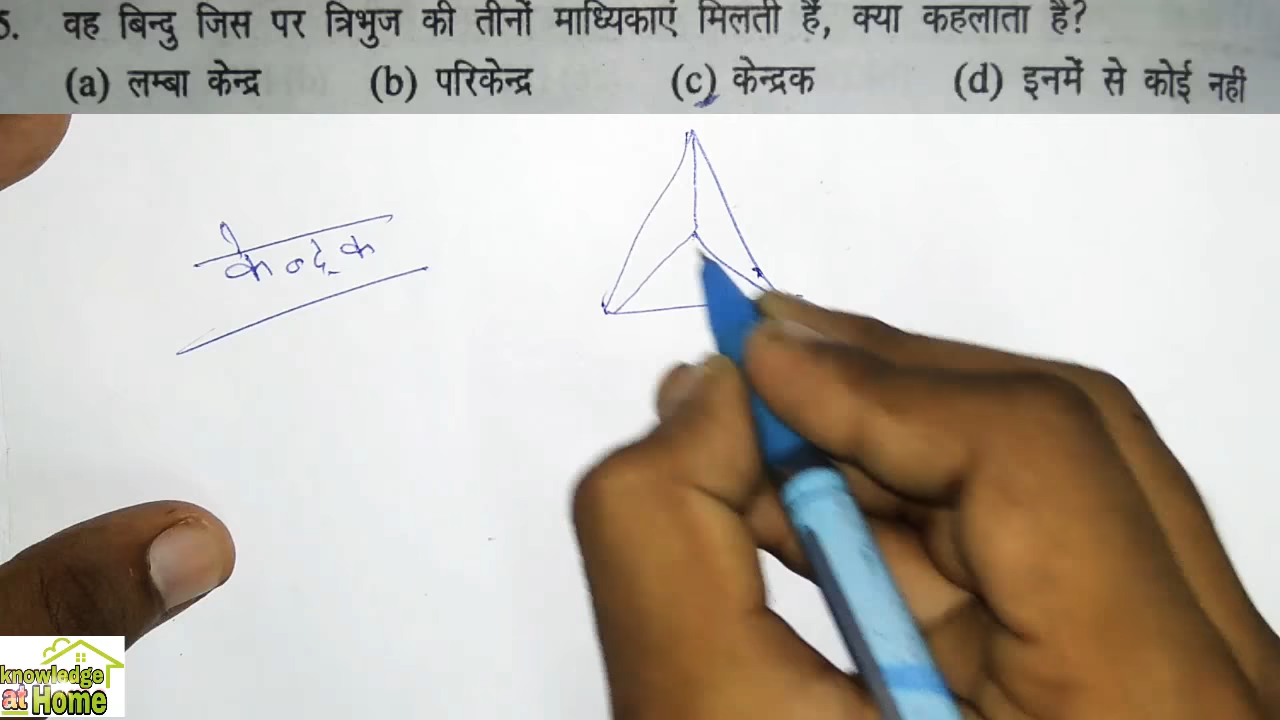 5. वह बिन्दु जिस पर त्रिभुज की तीनों माध्यिकाएं मिलती हैं, क्या कहलाता है?
(a) लम्बा केन्द्र (b) परिकेन्द्र (c) केन्द्रक (d) इनमें से कोई नहीं
केन्द्रक
knowledge
at Home